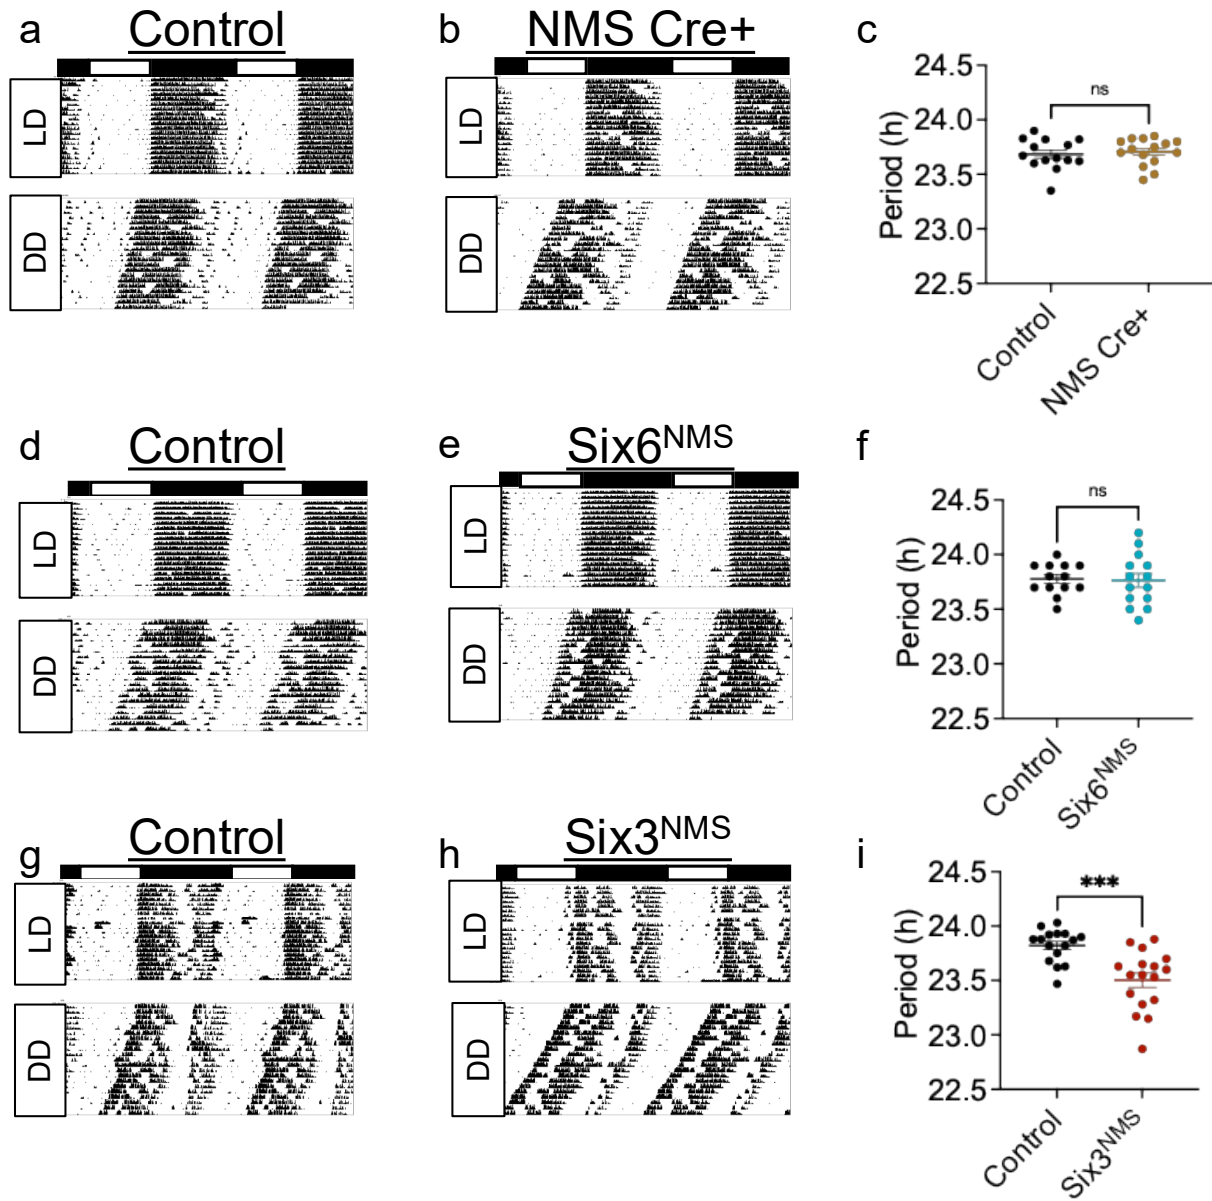 a
Control
b
NMS Cre+
c
LD
DD
LD
DD
24.5
24.0
23.5
23.0
22.5
Period (h)
ns
Control
NMS Cre+
d
Control
e
Six6NMS
f
LD
DD
LD
DD
24.5
24.0
23.5
23.0
22.5
Period (h)
ns
Control
Six6NMS
g
Control
h
Six3NMS
i
LD
DD
LD
DD
24.5
24.0
23.5
23.0
22.5
Period (h)
***
Control
Six3NMS